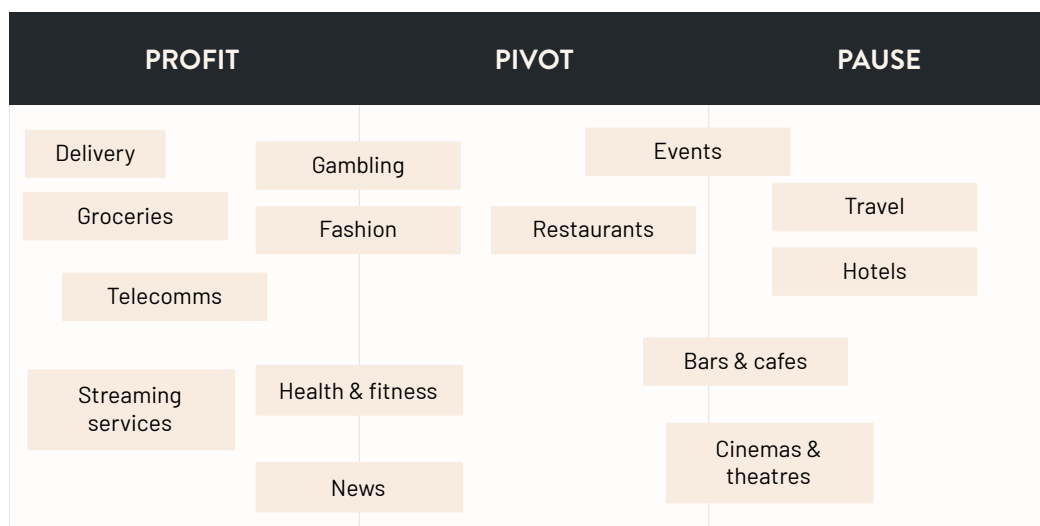 PROFIT
PIVOT
PAUSE
Delivery
Gambling
Events
Groceries
Fashion
Restaurants
Travel
Hotels
Telecomms
Bars & cafes
Streaming
services
Health & fitness
Cinemas &
theatres
News